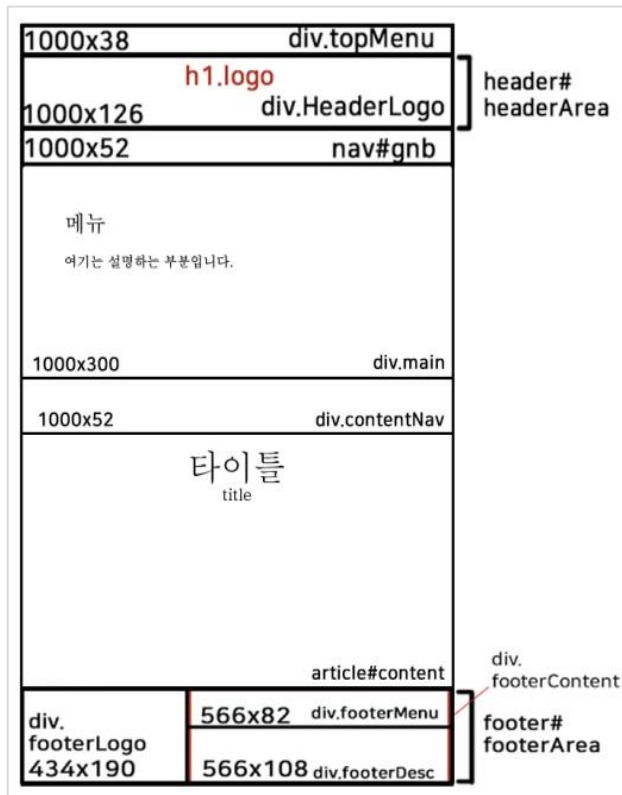 1000x38 div.topMenu
h1.logo
1000x126 div.HeaderLogo
header#
headerArea
1000x52 nav#gnb
메뉴
여기는 설명하는 부분입니다.
1000x300 div.main
1000x52 div.contentNav
타이틀
title
article#content
div.
footerContent
div.
footerLogo
434x190
566x82 div.footerMenu
566x108 div.footerDesc
footer#
footerArea